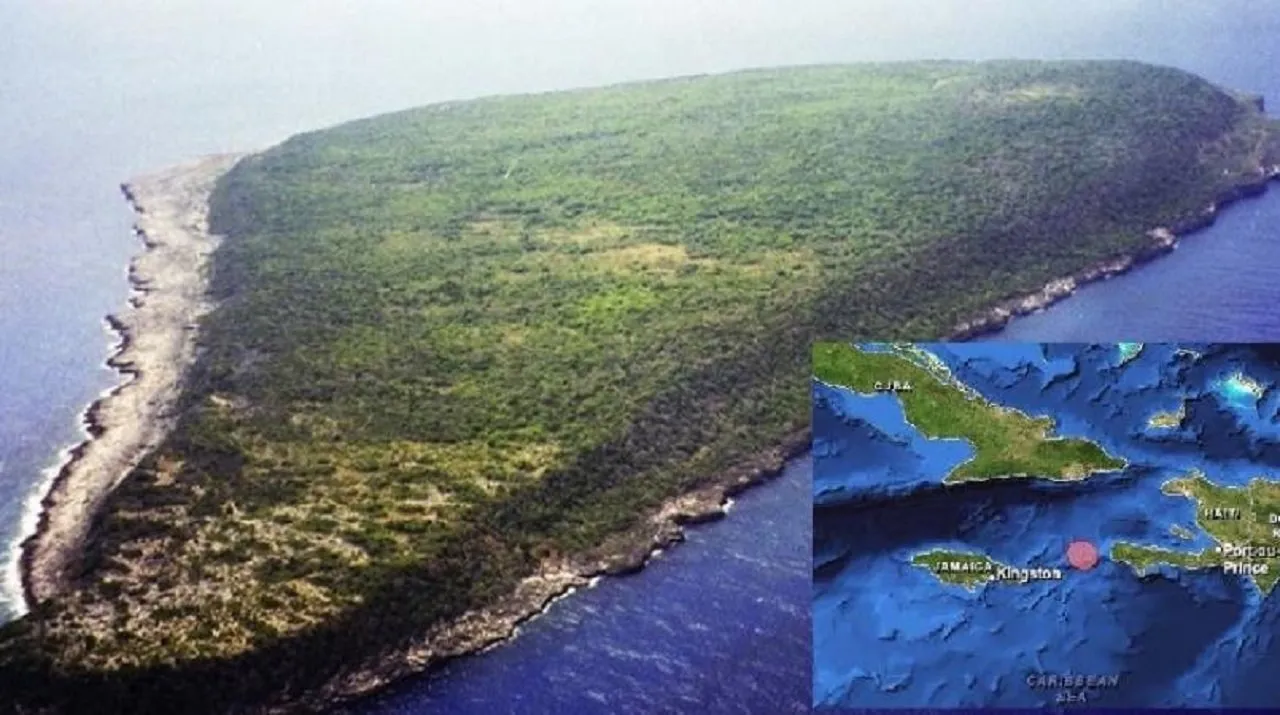 CUBA
HAITI
D
JAMAICA
Kingston
Port-au-
Prince
CARIBBEAN
SEA